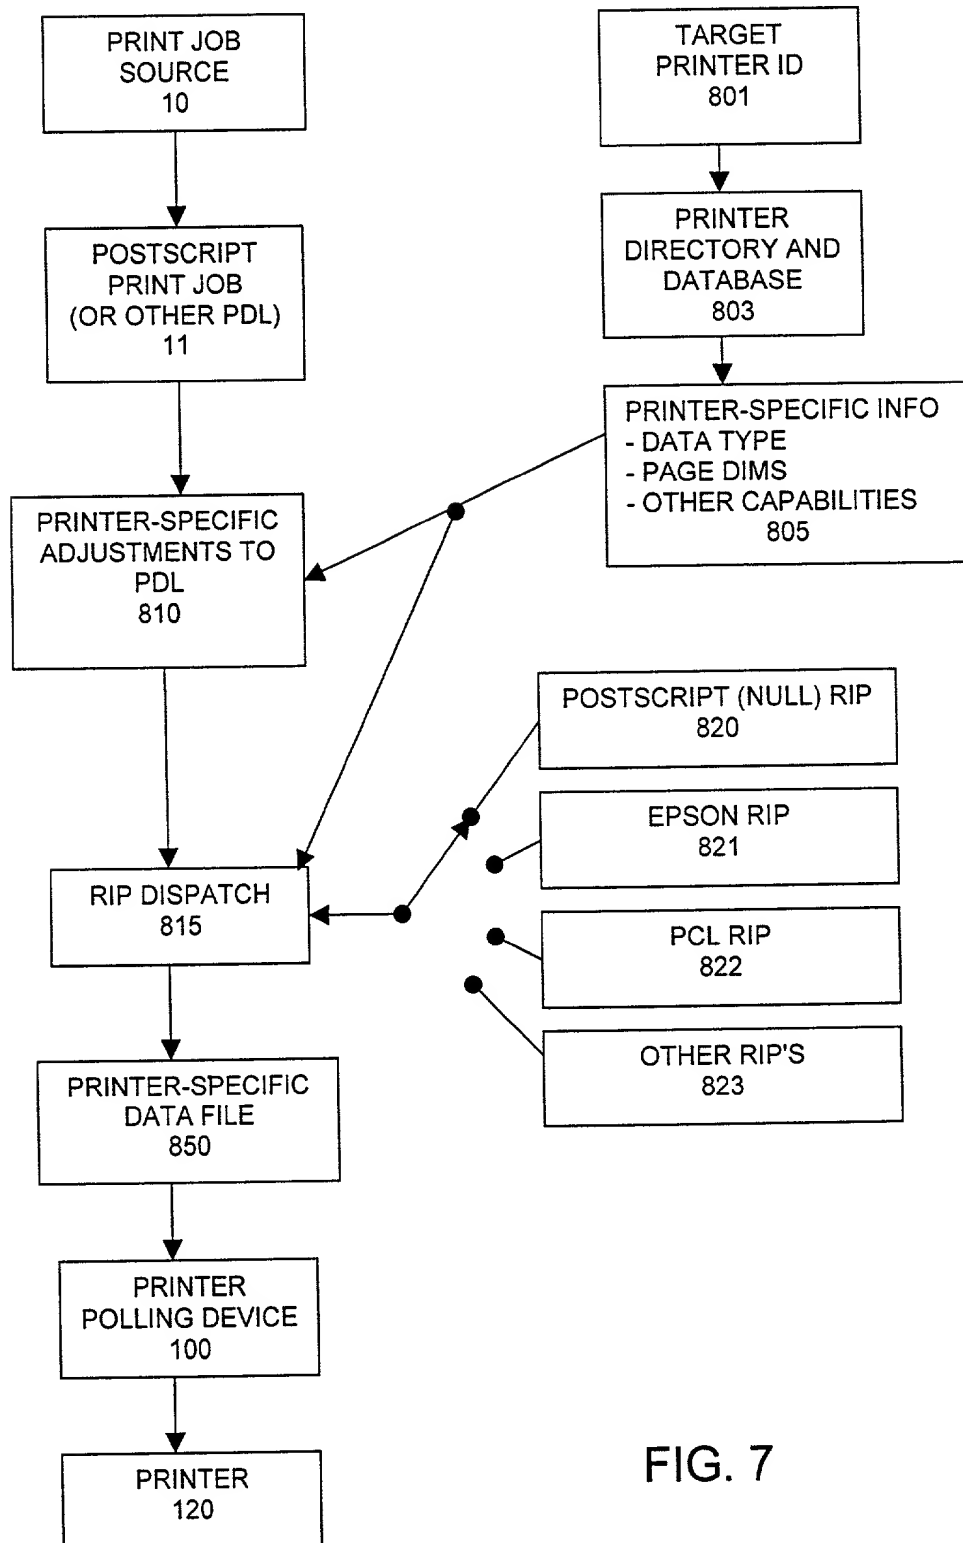 PRINT JOB
SOURCE
10
TARGET
PRINTER ID
801
POSTSCRIPT
PRINT JOB
(OR OTHER PDL)
11
PRINTER
DIRECTORY AND
DATABASE
803
PRINTER-SPECIFIC INFO
- DATA TYPE
- PAGE DIMS
- OTHER CAPABILITIES
805
PRINTER-SPECIFIC
ADJUSTMENTS TO
PDL
810
POSTSCRIPT (NULL) RIP
820
EPSON RIP
821
RIP DISPATCH
815
PCL RIP
822
OTHER RIP'S
823
PRINTER-SPECIFIC
DATA FILE
850
PRINTER
POLLING DEVICE
100
PRINTER
120
FIG. 7